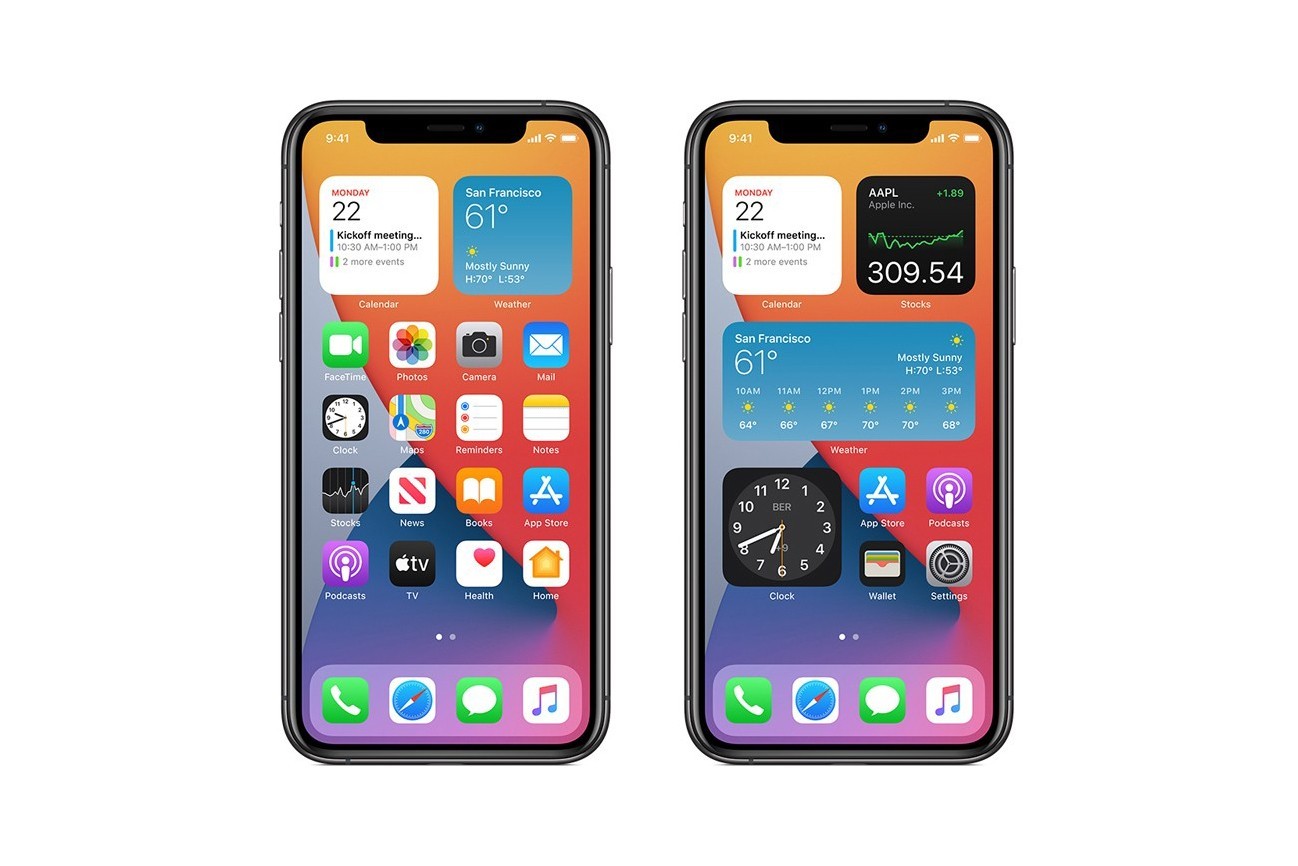 9:41
MONDAY
22
Kickoff meeting...
10:30 AM–1:00 PM
2 more events
Calendar
San Francisco
61°
Mostly Sunny
H:70° L:53°
Weather
FaceTime Photos Camera Mail
Clock Maps Reminders Notes
280
Stocks News Books App Store
tv
Podcasts TV Health Home
9:41
MONDAY
22
Kickoff meeting...
10:30 AM–1:00 PM
2 more events
Calendar
AAPL +1.89
Apple Inc.
309.54
Stocks
San Francisco
61°
Mostly Sunny
H:70° L:53°
10AM 11AM 12PM 1PM 2PM 3PM
64° 66° 67° 70° 70° 68°
Weather
11 12 1
10 BER 2
9 3
8 +9 4
7 6 5
Clock
App Store Podcasts
Wallet Settings